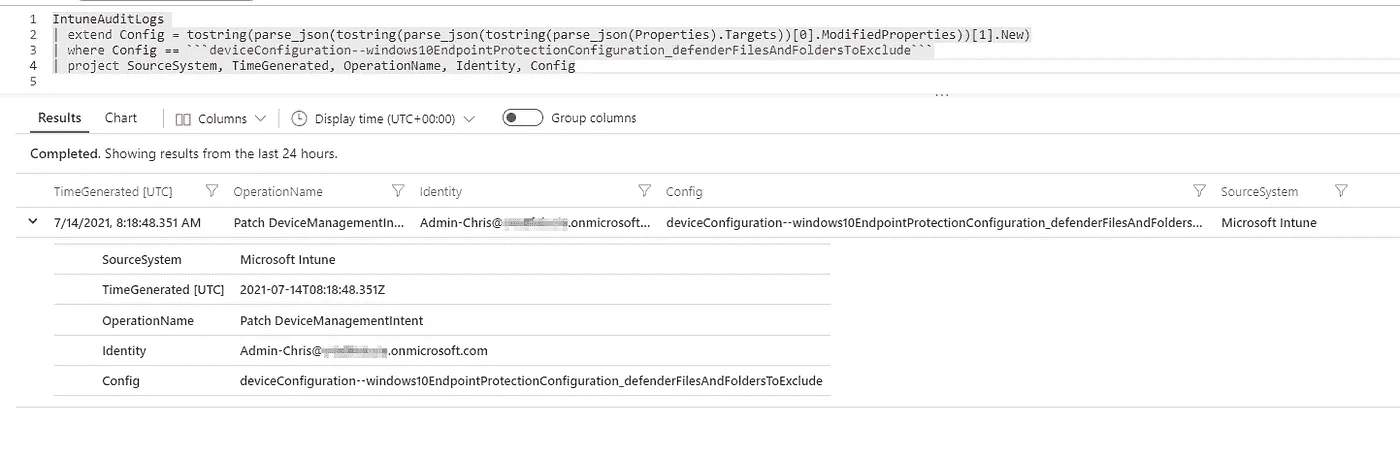 1 IntuneAuditLogs
2 | extend Config = tostring(parse_json(tostring(parse_json(tostring(parse_json(Properties).Targets))[0].ModifiedProperties))[1].New)
3 | where Config == ```deviceConfiguration--windows10EndpointProtectionConfiguration_defenderFilesAndFoldersToExclude```
4 | project SourceSystem, TimeGenerated, OperationName, Identity, Config
5
...
Results Chart Columns Display time (UTC+00:00) Group columns
Completed. Showing results from the last 24 hours.
TimeGenerated [UTC] OperationName Identity Config SourceSystem
7/14/2021, 8:18:48.351 AM Patch DeviceManagementIn... Admin-Chris@ .onmicrosoft... deviceConfiguration--windows10EndpointProtectionConfiguration_defenderFilesAndFolders... Microsoft Intune
SourceSystem Microsoft Intune
TimeGenerated [UTC] 2021-07-14T08:18:48.351Z
OperationName Patch DeviceManagementIntent
Identity Admin-Chris@ .onmicrosoft.com
Config deviceConfiguration--windows10EndpointProtectionConfiguration_defenderFilesAndFoldersToExclude